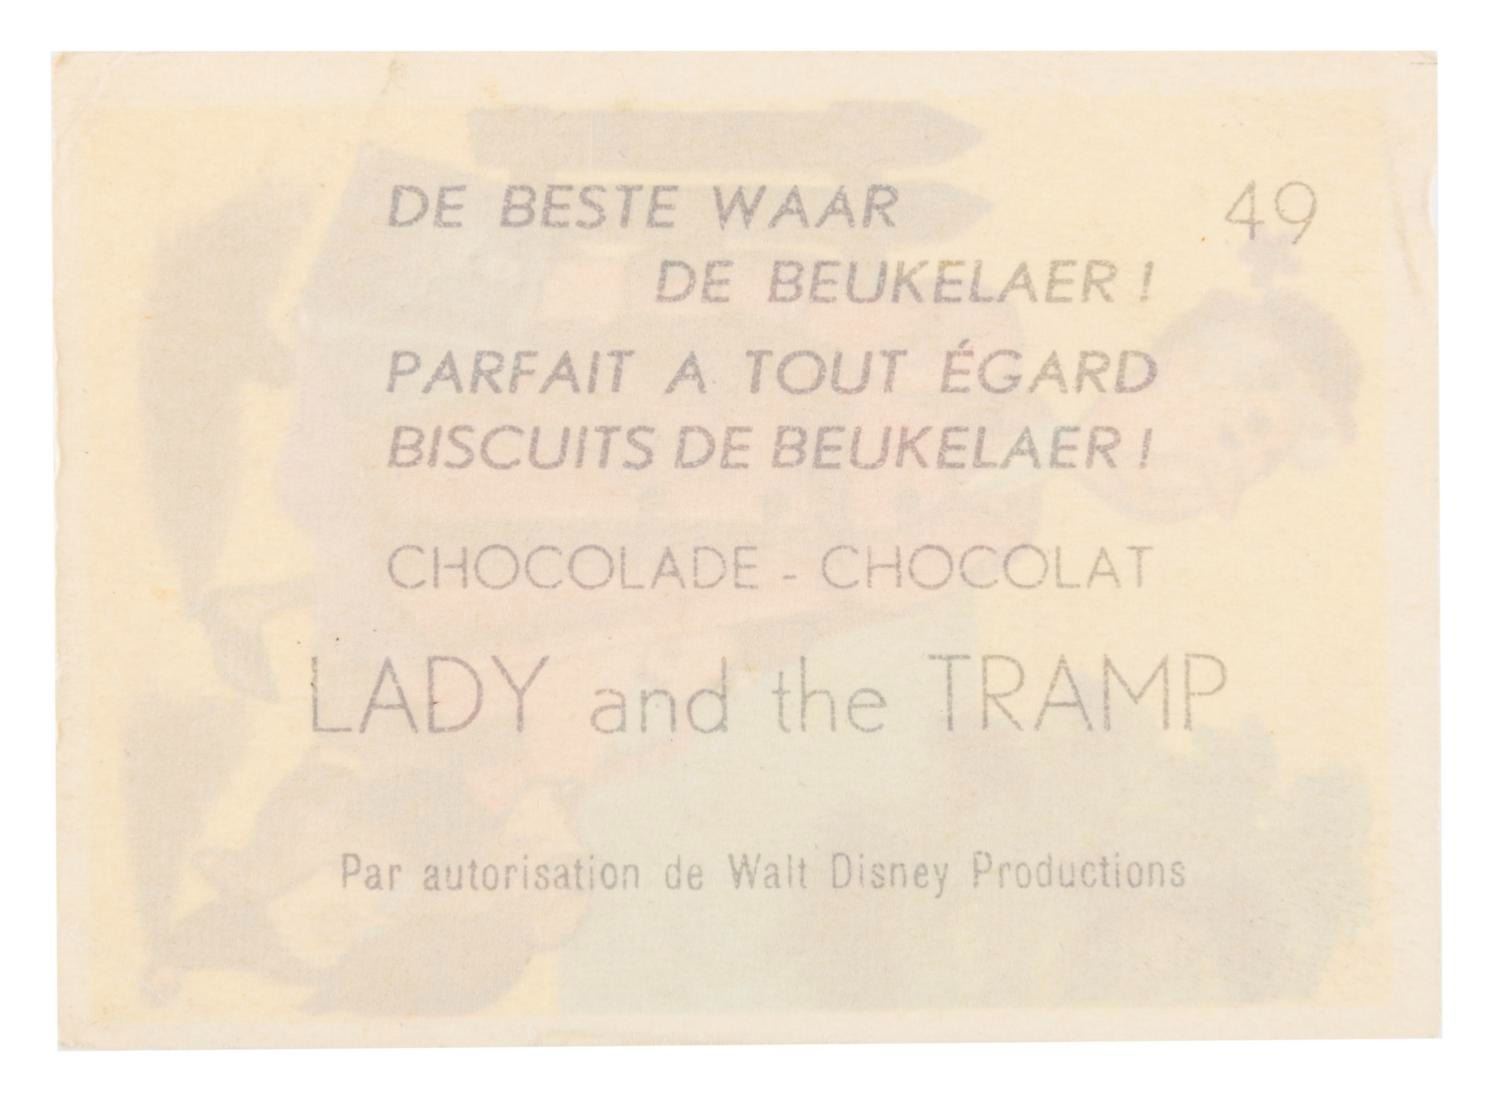 DE BESTE WAAR
49
DE BEUKELAER !
PARFAIT A TOUT ÉGARD
BISCUITS DE BEUKELAER !
CHOCOLADE - CHOCOLAT
LADY and the TRAMP
Par autorisation de Walt Disney Productions